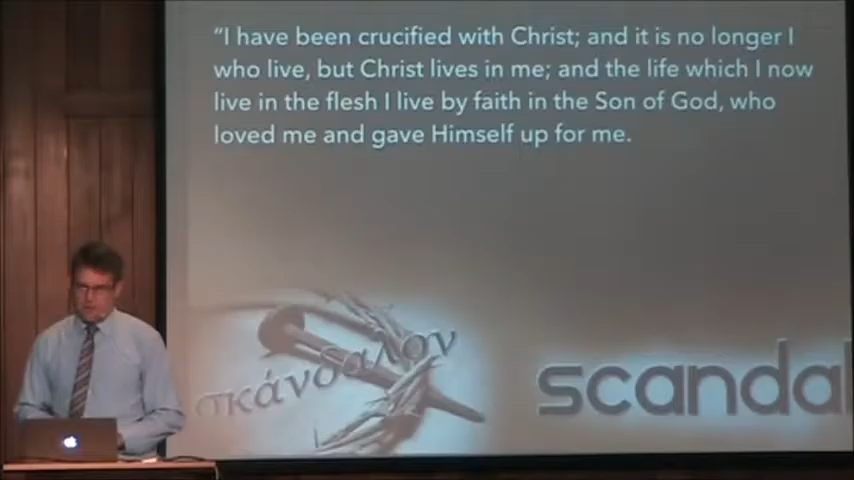 “I have been crucified with Christ; and it is no longer I
who live, but Christ lives in me; and the life which I now
live in the flesh I live by faith in the Son of God, who
loved me and gave Himself up for me.
σκάνδαλον
scandal